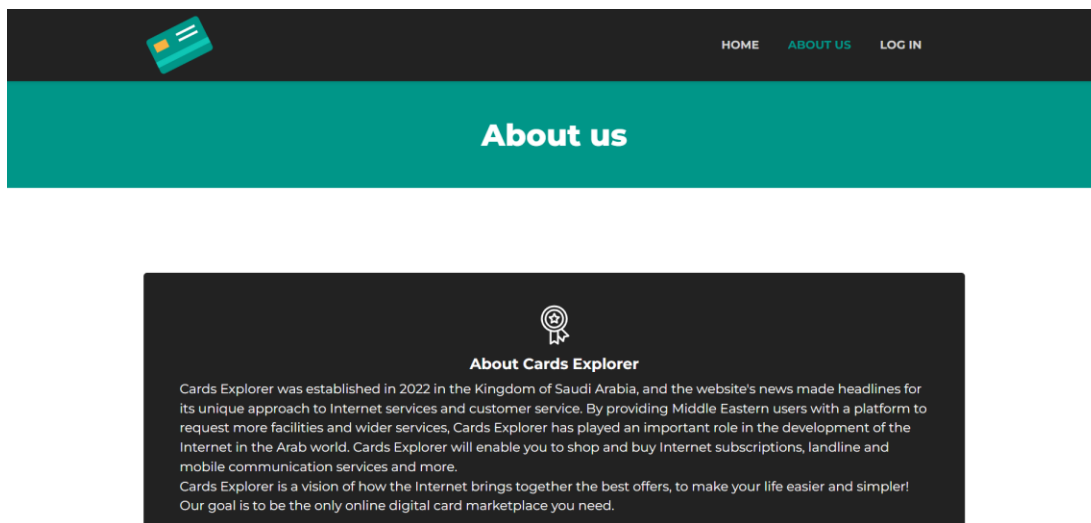 HOME ABOUT US LOG IN
About us
About Cards Explorer
Cards Explorer was established in 2022 in the Kingdom of Saudi Arabia, and the website's news made headlines for
its unique approach to Internet services and customer service. By providing Middle Eastern users with a platform to
request more facilities and wider services, Cards Explorer has played an important role in the development of the
Internet in the Arab world. Cards Explorer will enable you to shop and buy Internet subscriptions, landline and
mobile communication services and more.
Cards Explorer is a vision of how the Internet brings together the best offers, to make your life easier and simpler!
Our goal is to be the only online digital card marketplace you need.